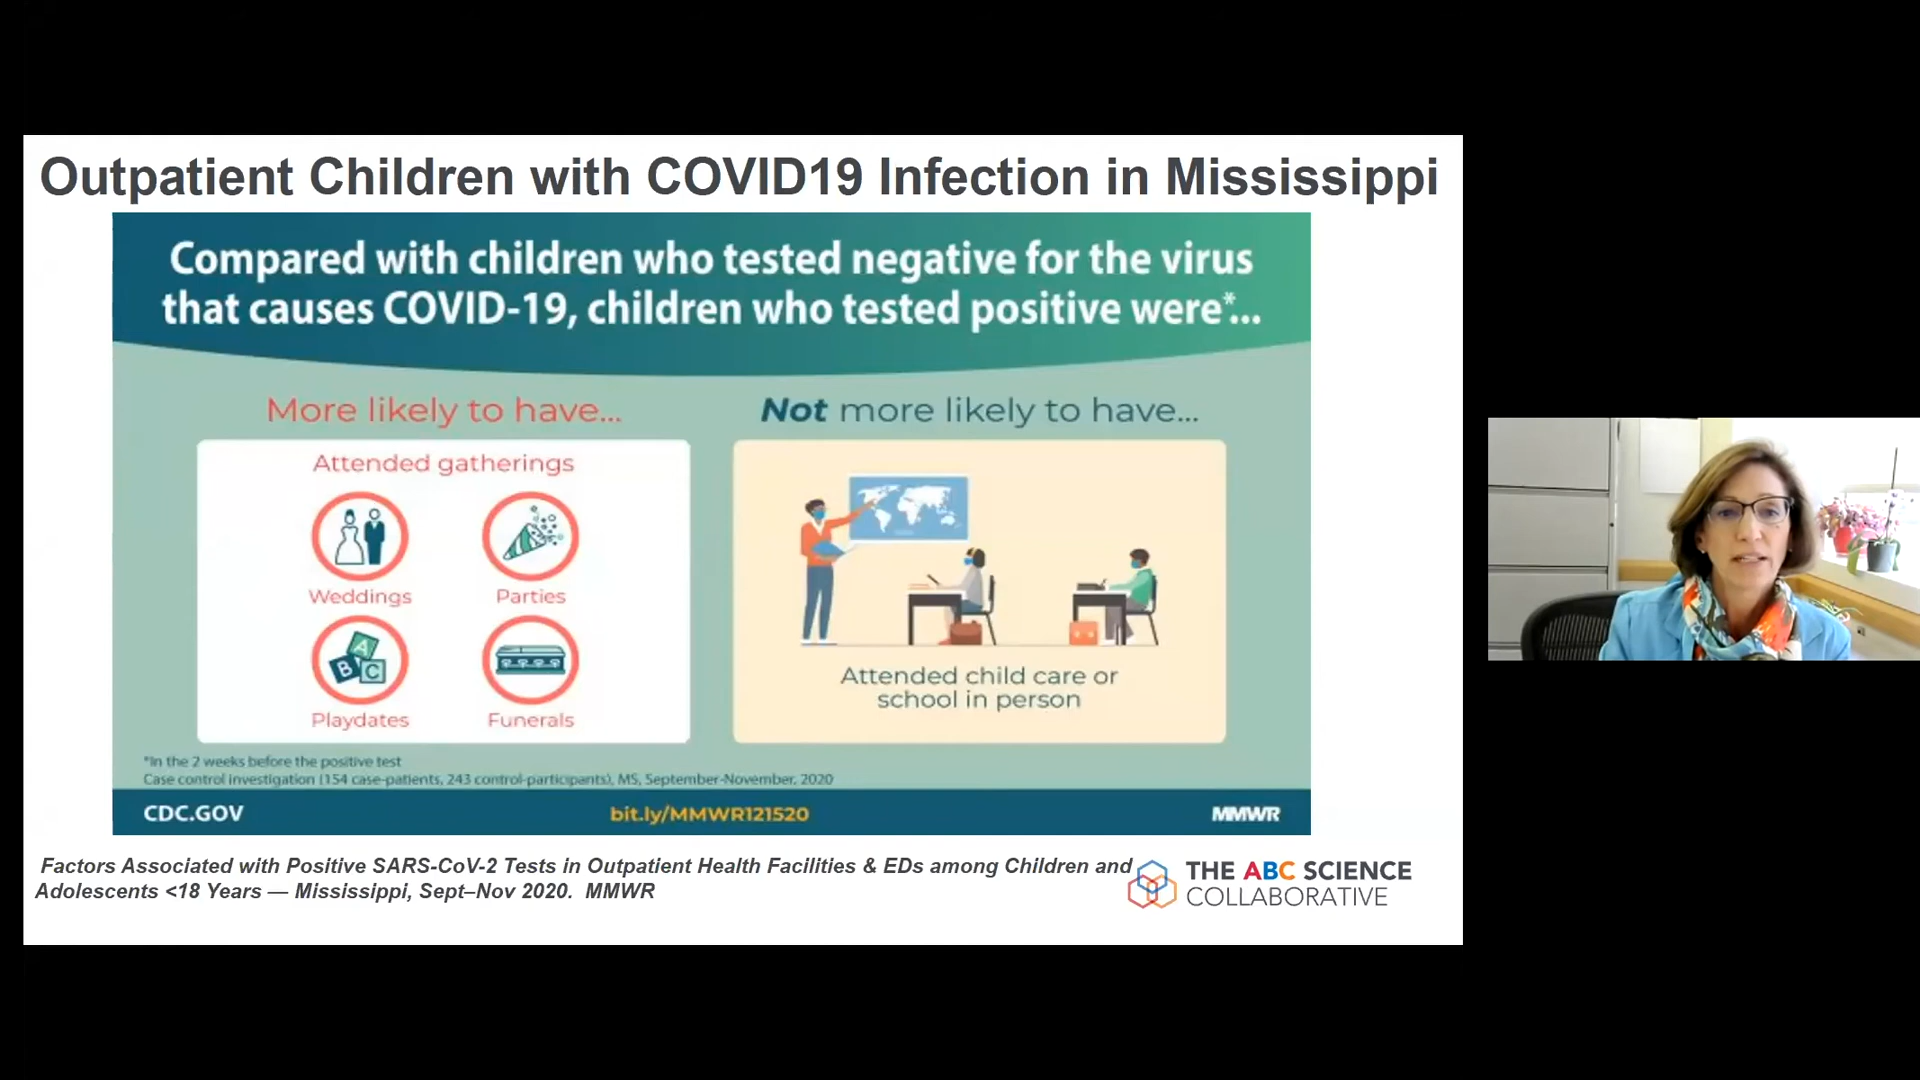 Outpatient Children with COVID19 Infection in Mississippi
Compared with children who tested negative for the virus
that causes COVID-19, children who tested positive were*...
More likely to have...
Attended gatherings
Weddings
Parties
Playdates
Funerals
Not more likely to have...
Attended child care or
school in person
*In the 2 weeks before the positive test
Case control investigation (154 case-patients, 243 control-participants), MS, September-November, 2020
CDC.GOV
bit.ly/MMWR121520
MMWR
Factors Associated with Positive SARS-CoV-2 Tests in Outpatient Health Facilities & EDs among Children and
Adolescents <18 Years — Mississippi, Sept–Nov 2020. MMWR
THE ABC SCIENCE
COLLABORATIVE
A
B
C